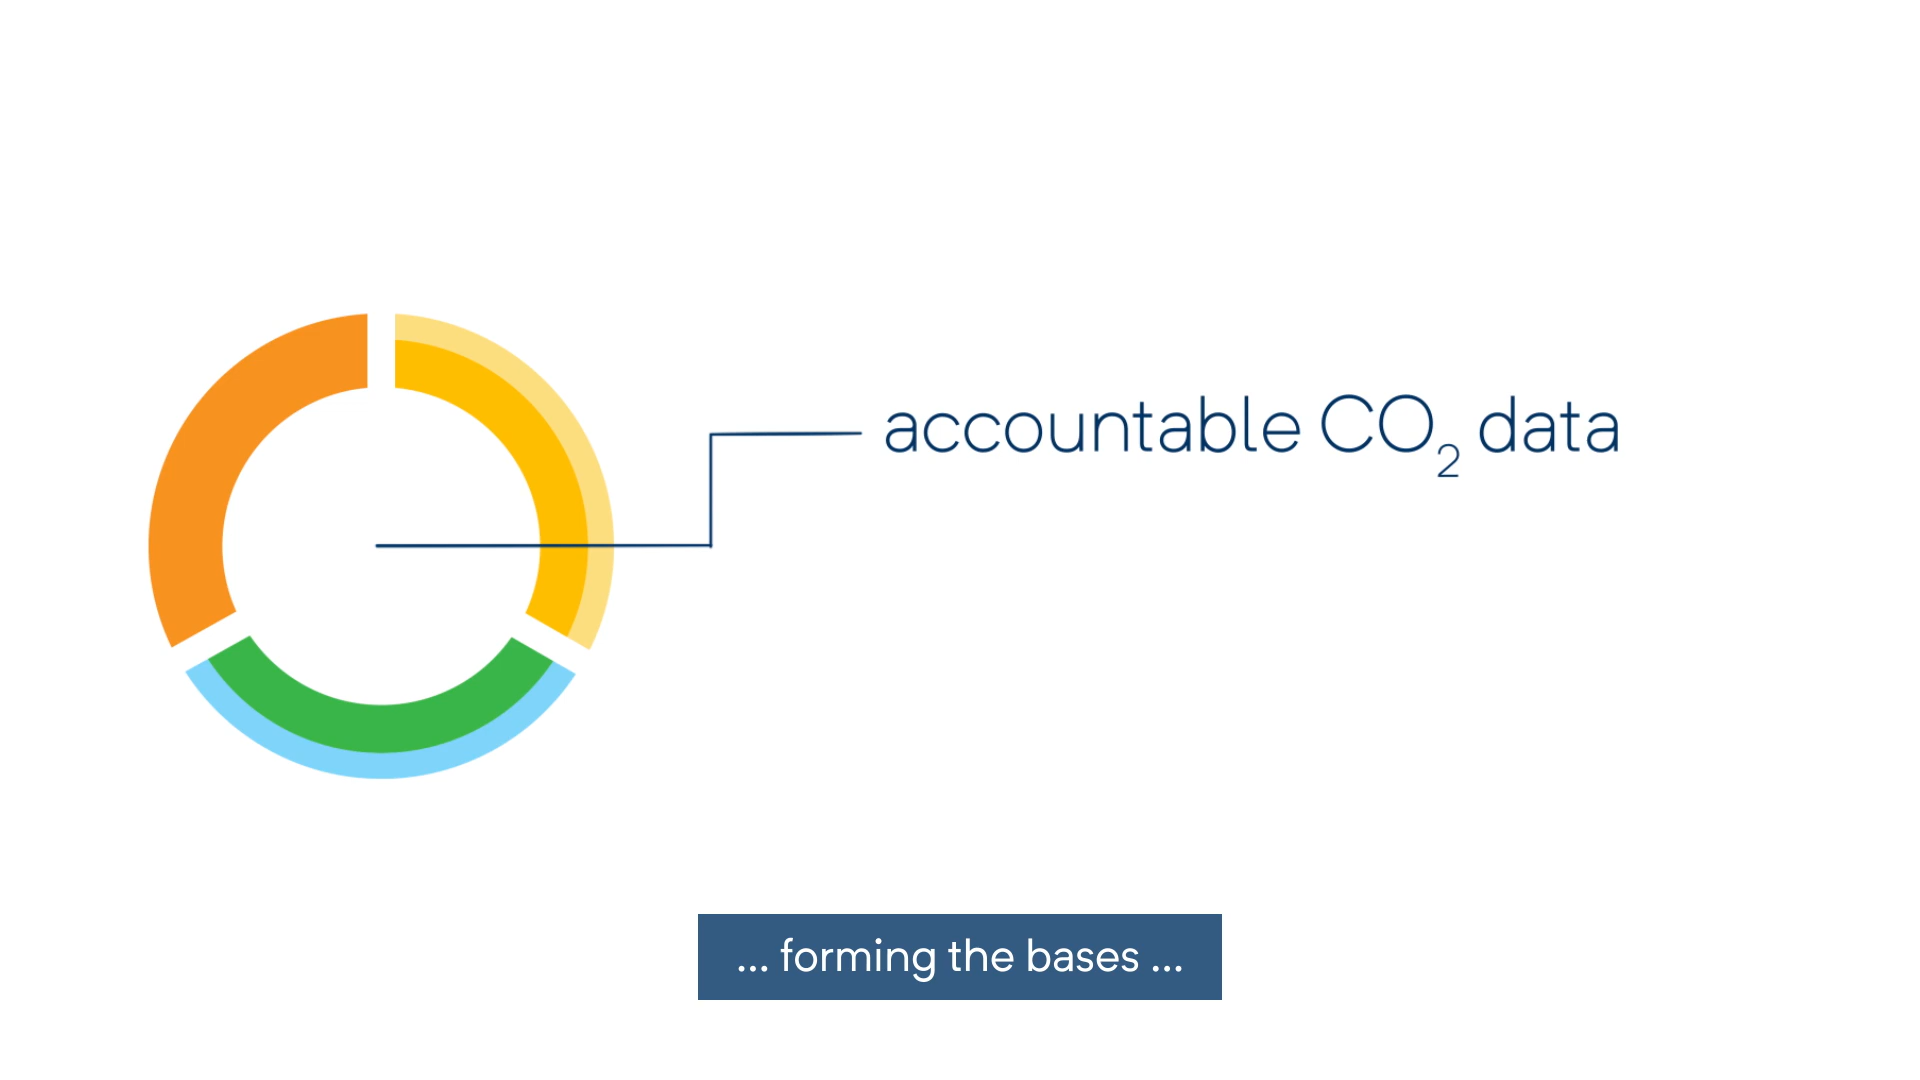 accountable CO₂ data
... forming the bases ...